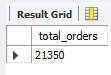 Result Grid
total_orders
21350